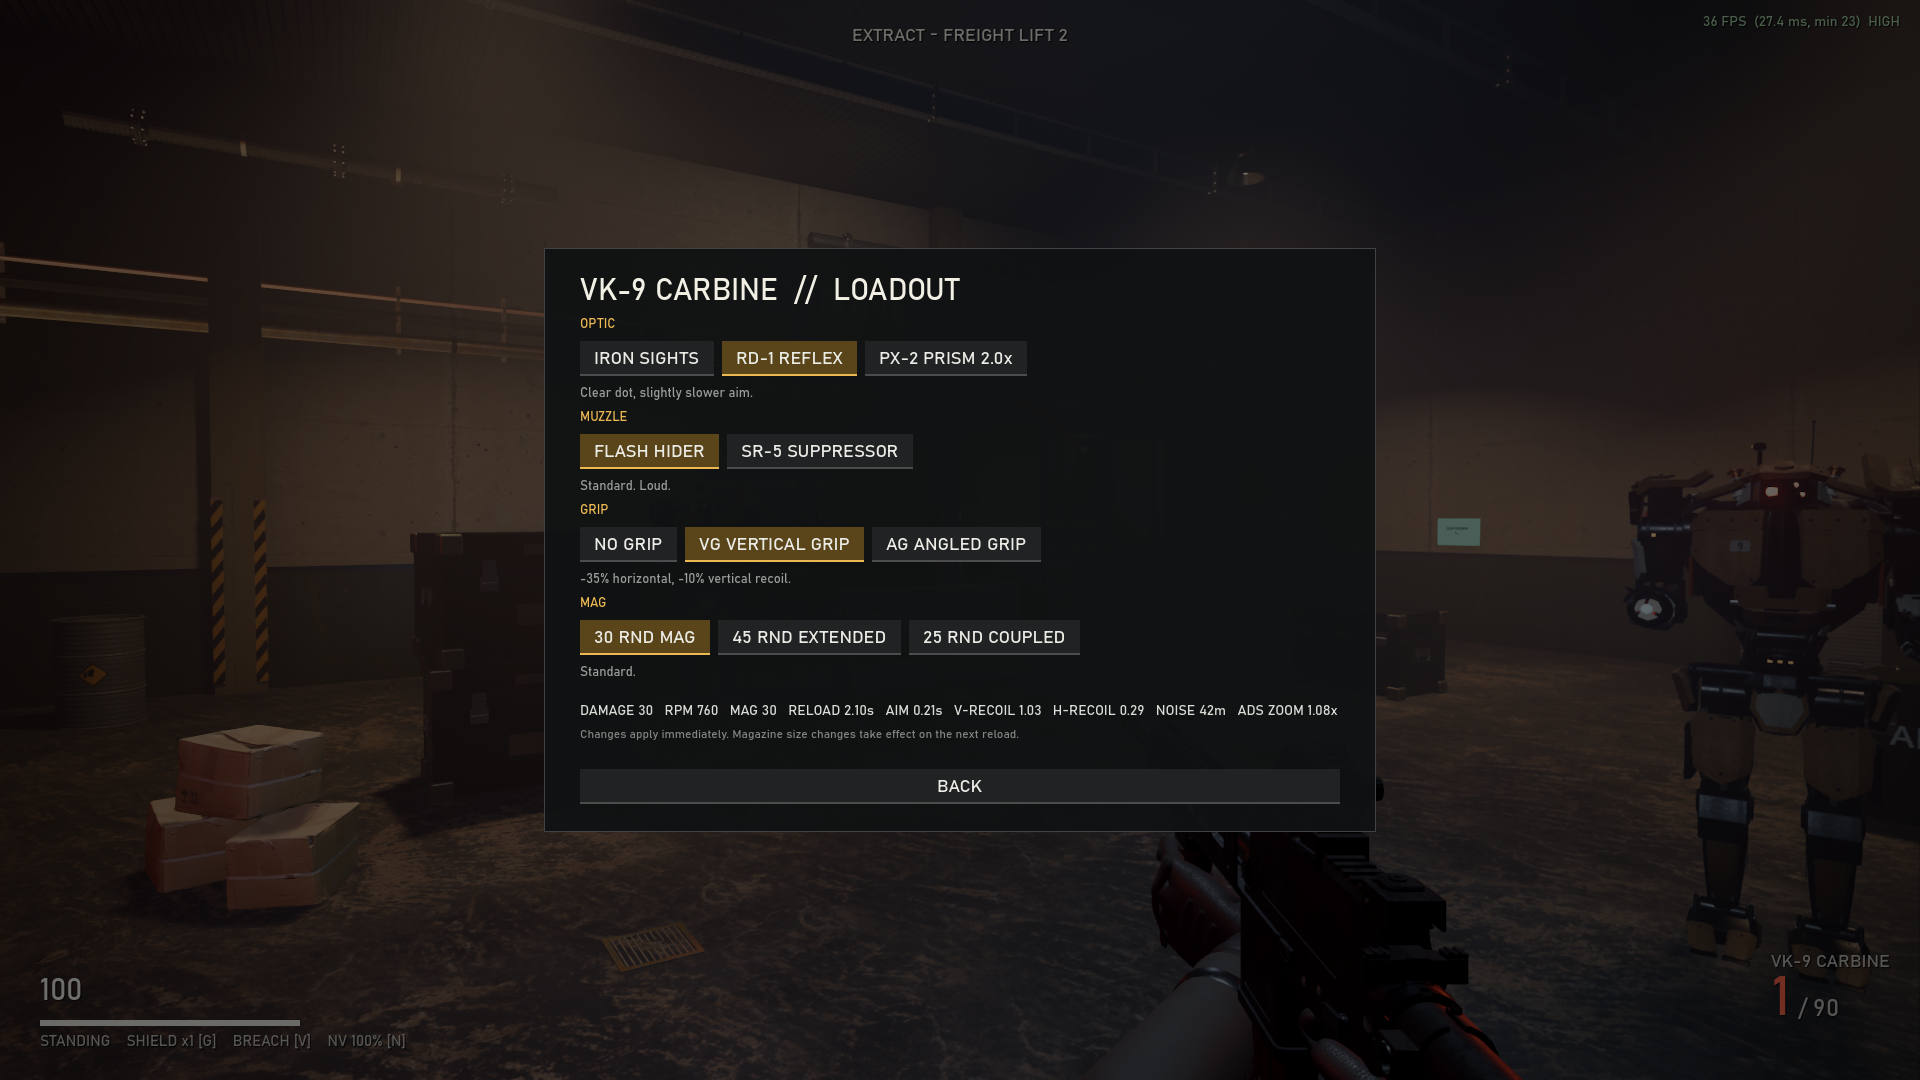 36 FPS (27.4 ms, min 23) HIGH
EXTRACT - FREIGHT LIFT 2
VK-9 CARBINE // LOADOUT
OPTIC
IRON SIGHTS RD-1 REFLEX PX-2 PRISM 2.0x
Clear dot, slightly slower aim.
MUZZLE
FLASH HIDER SR-5 SUPPRESSOR
Standard. Loud.
GRIP
NO GRIP VG VERTICAL GRIP AG ANGLED GRIP
-35% horizontal, -10% vertical recoil.
MAG
30 RND MAG 45 RND EXTENDED 25 RND COUPLED
Standard.
DAMAGE 30 RPM 760 MAG 30 RELOAD 2.10s AIM 0.21s V-RECOIL 1.03 H-RECOIL 0.29 NOISE 42m ADS ZOOM 1.08x
Changes apply immediately. Magazine size changes take effect on the next reload.
BACK
VK-9 CARBINE
1 / 90
100
STANDING SHIELD x1 [G] BREACH [V] NV 100% [N]